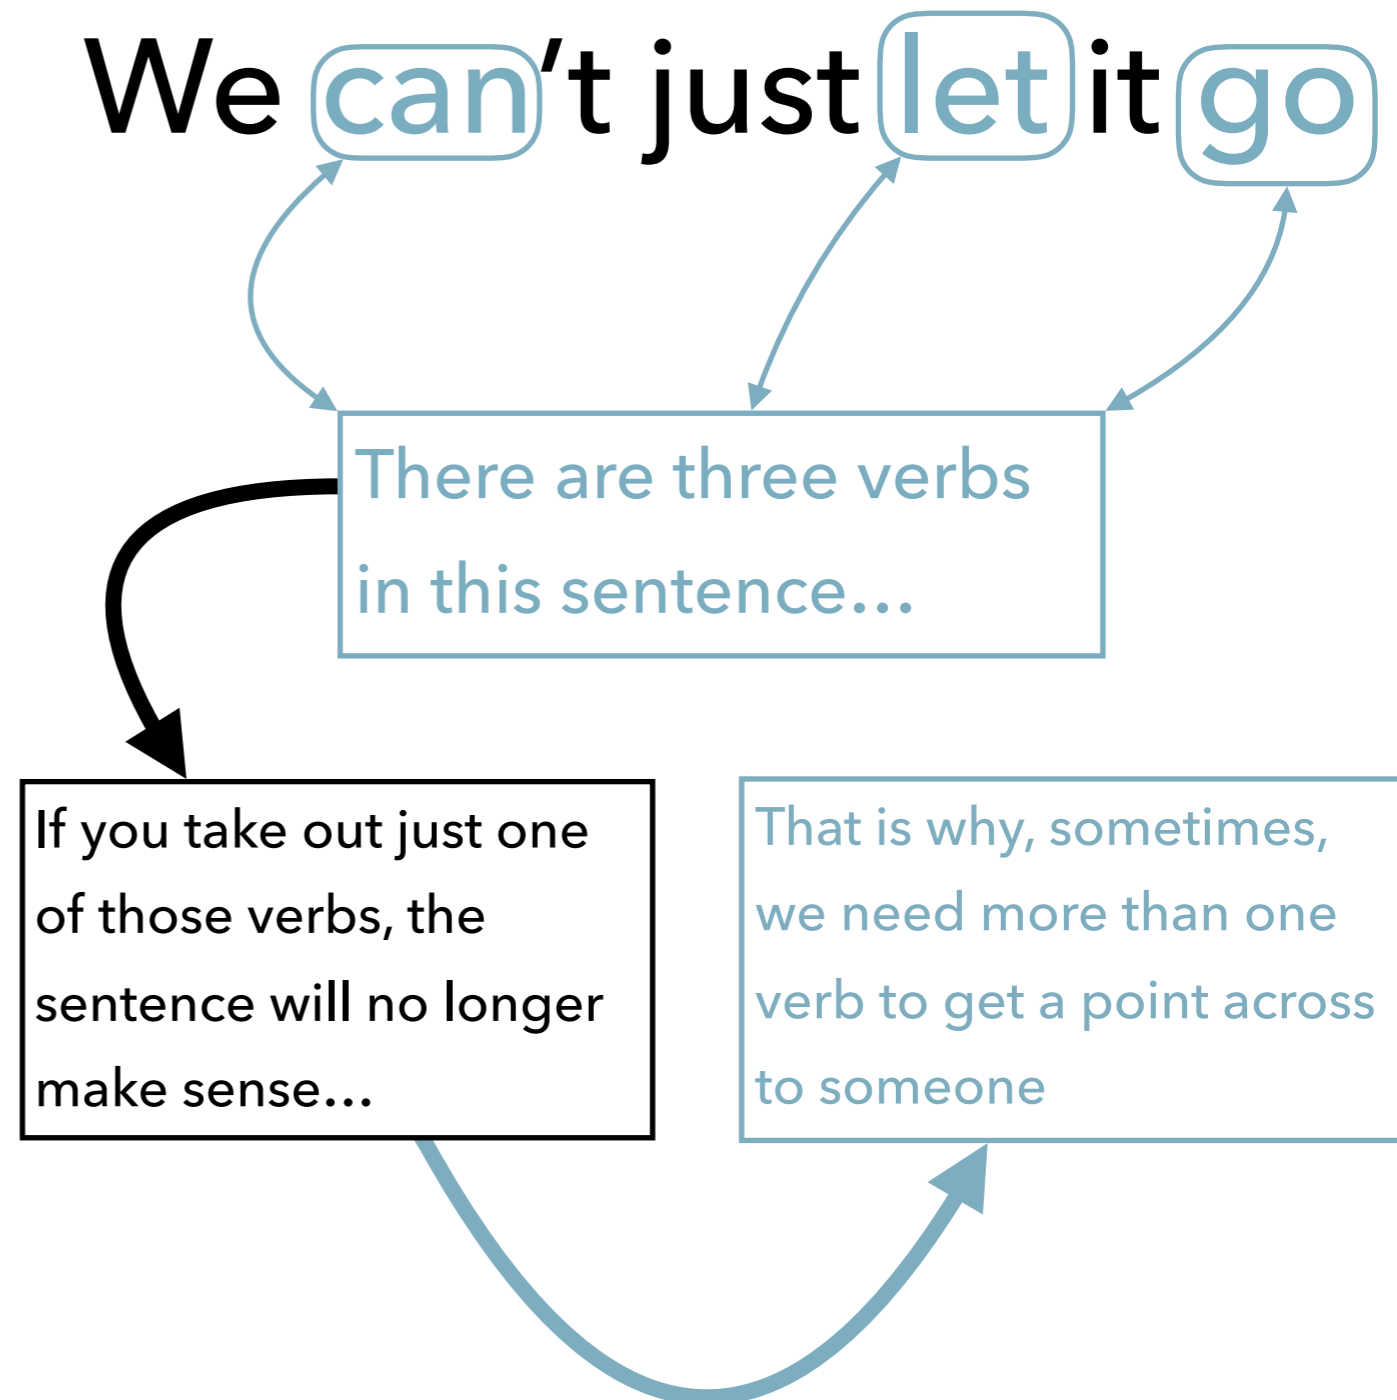 We can't just let it go
There are three verbs
in this sentence...
If you take out just one
of those verbs, the
sentence will no longer
make sense...
That is why, sometimes,
we need more than one
verb to get a point across
to someone